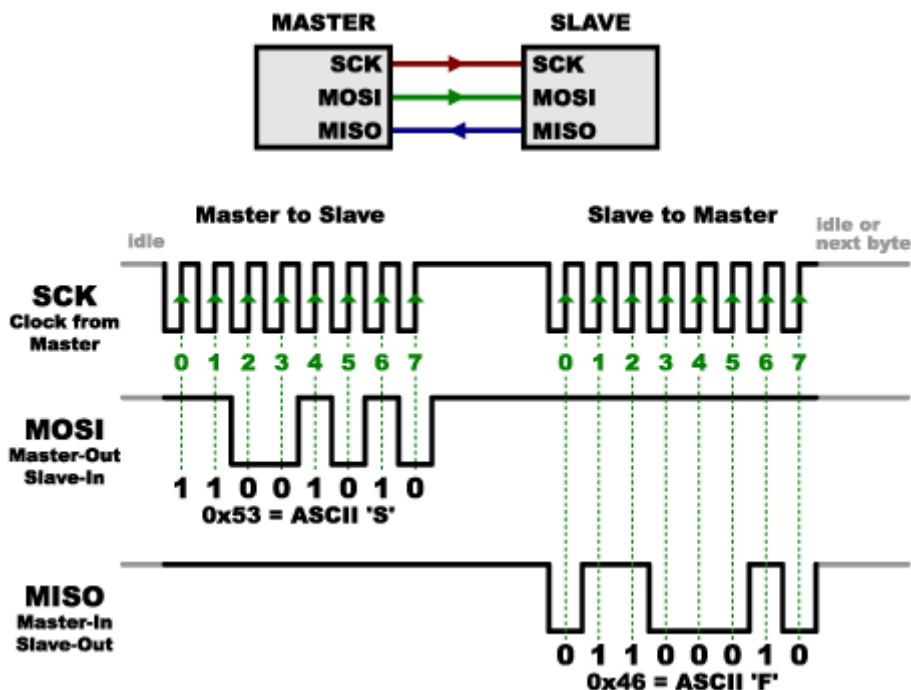 MASTER SLAVE
SCK SCK
MOSI MOSI
MISO MISO
Master to Slave Slave to Master
idle idle or
next byte
SCK
Clock from
Master
0 1 2 3 4 5 6 7 0 1 2 3 4 5 6 7
MOSI
Master-Out
Slave-In
1 1 0 0 1 0 1 0
0x53 = ASCII 'S'
MISO
Master-In
Slave-Out
0 1 1 0 0 0 1 0
0x46 = ASCII 'F'